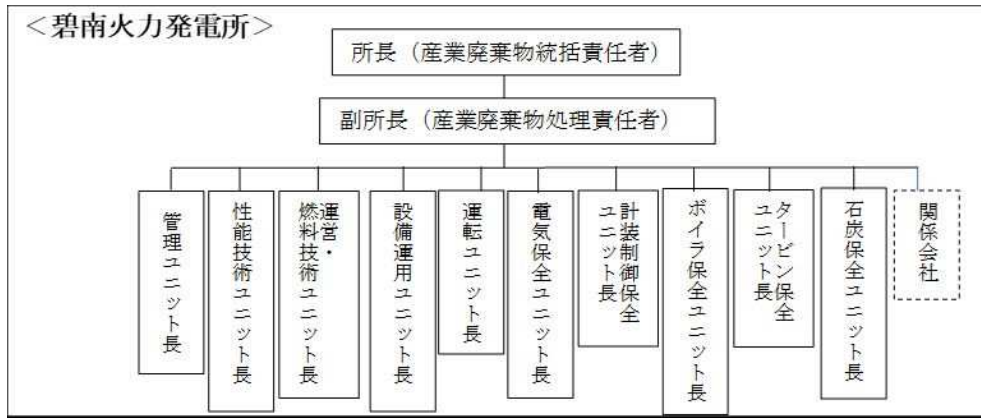 ＜碧南火力発電所＞
所長（産業廃棄物統括責任者）
副所長（産業廃棄物処理責任者）
管理ユニット長
性能技術ユニット長
運営・
燃料技術ユニット長
設備運用ユニット長
運転ユニット長
電気保全ユニット長
計装制御保全
ユニット長
ボイラ保全ユニット長
タービン保全
ユニット長
石炭保全ユニット長
関係会社